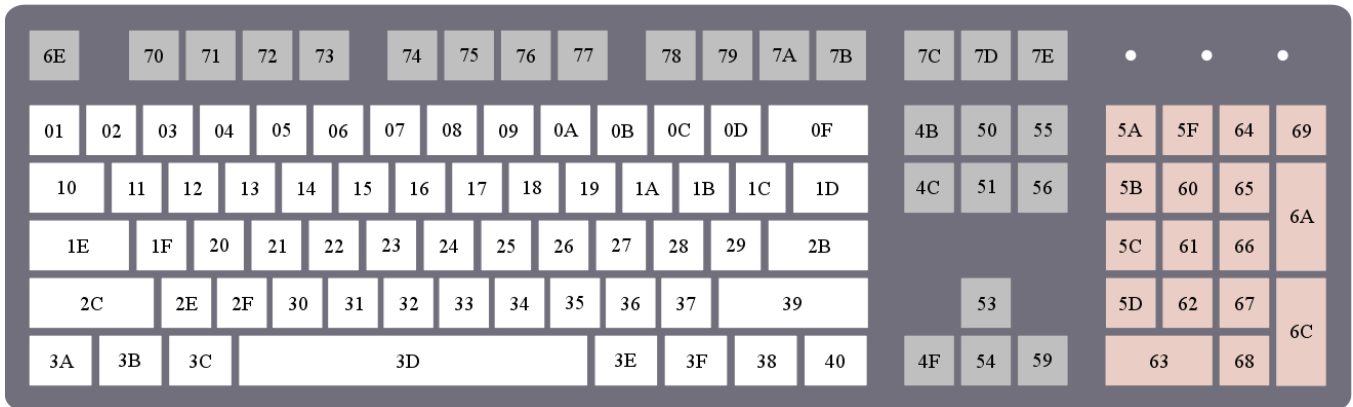 6E 70 71 72 73 74 75 76 77 78 79 7A 7B 7C 7D 7E
01 02 03 04 05 06 07 08 09 0A 0B 0C 0D 0F 4B 50 55 5A 5F 64 69
10 11 12 13 14 15 16 17 18 19 1A 1B 1C 1D 4C 51 56 5B 60 65
6A
1E 1F 20 21 22 23 24 25 26 27 28 29 2B 5C 61 66
2C 2E 2F 30 31 32 33 34 35 36 37 39 53 5D 62 67
6C
3A 3B 3C 3D 3E 3F 38 40 4F 54 59 63 68